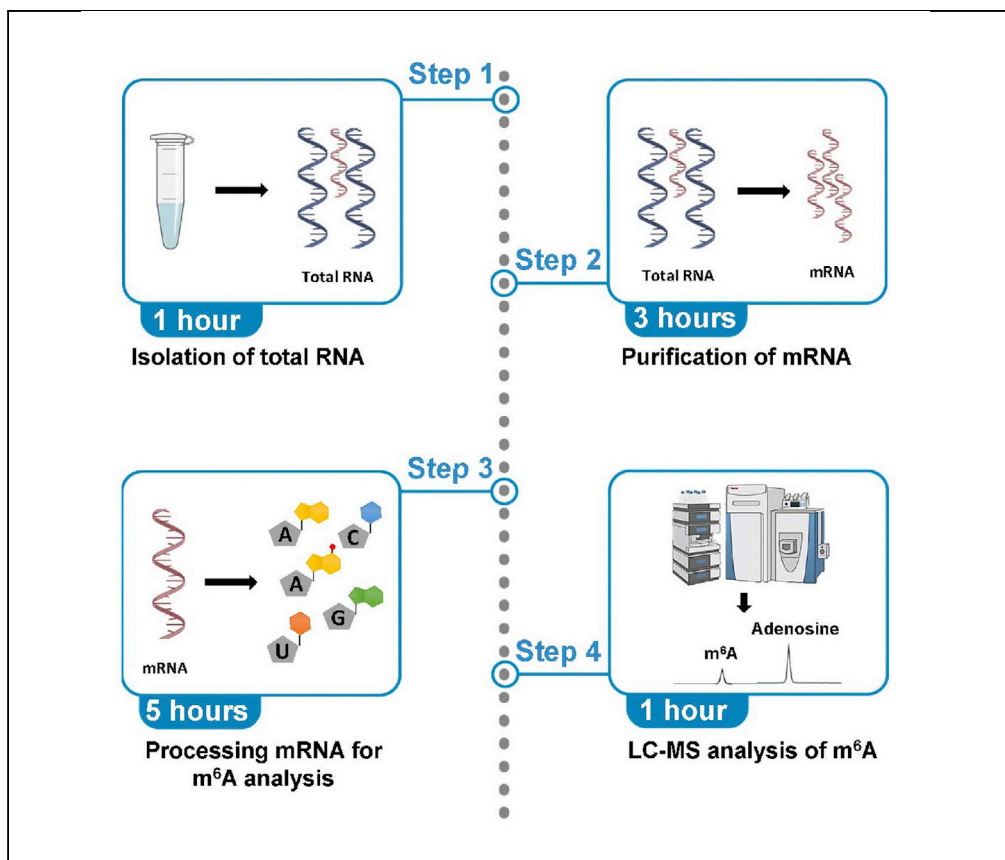 Step 1
Total RNA
1 hour
Isolation of total RNA
Step 2
Total RNA
mRNA
3 hours
Purification of mRNA
Step 3
A
C
A
G
U
mRNA
5 hours
Processing mRNA for
m⁶A analysis
Step 4
Adenosine
m⁶A
1 hour
LC-MS analysis of m⁶A